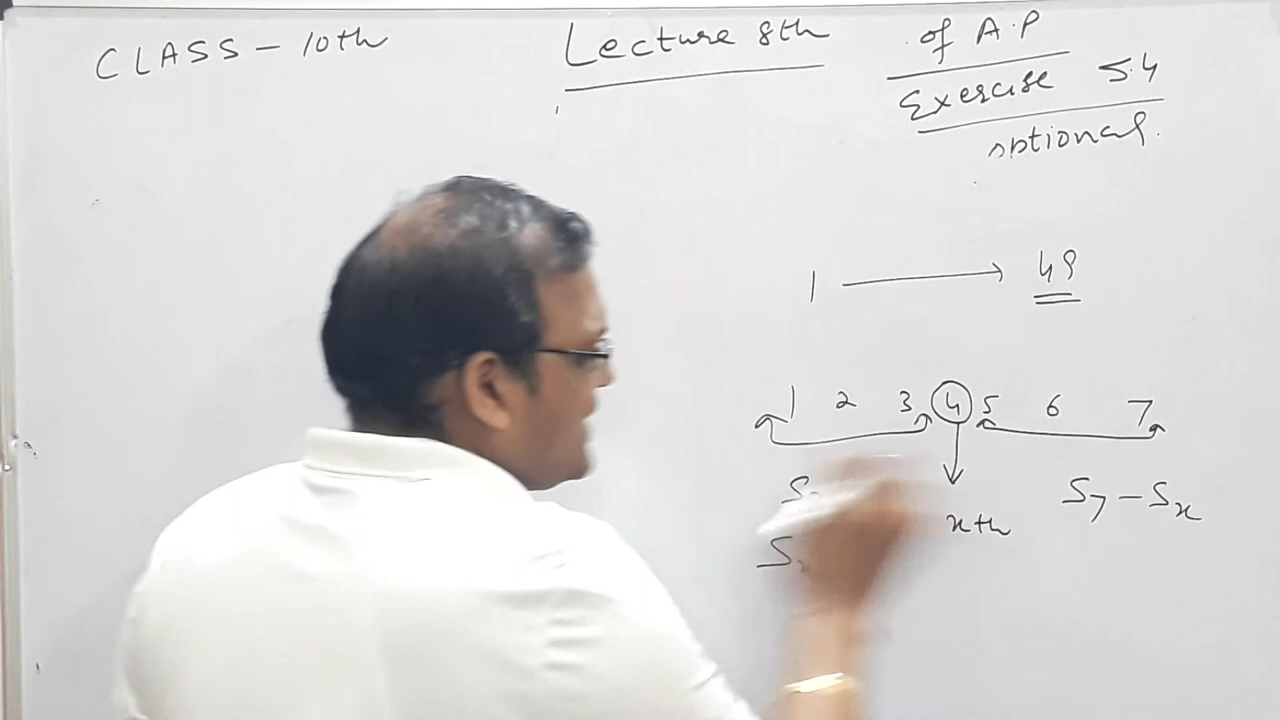 CLASS - 10th
Lecture 8th of A.P
Exercise 5.4
optional.
1 → 49
1 2 3 4 5 6 7
S7 - Sx
xth